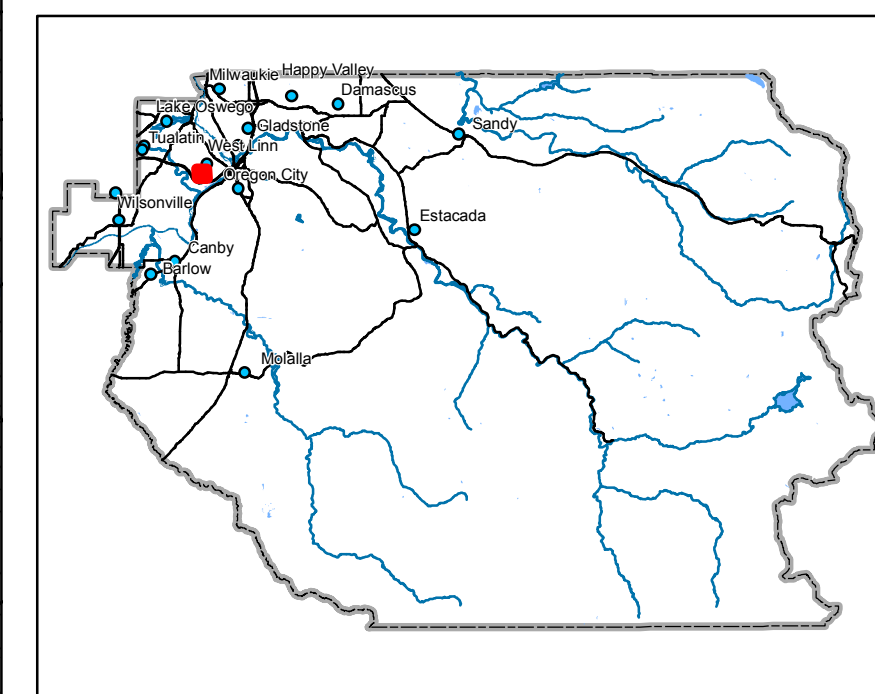 Milwaukie
Happy Valley
Damascus
Lake Oswego
Gladstone
Sandy
Tualatin
West Linn
Oregon City
Wilsonville
Estacada
Canby
Barlow
Molalla